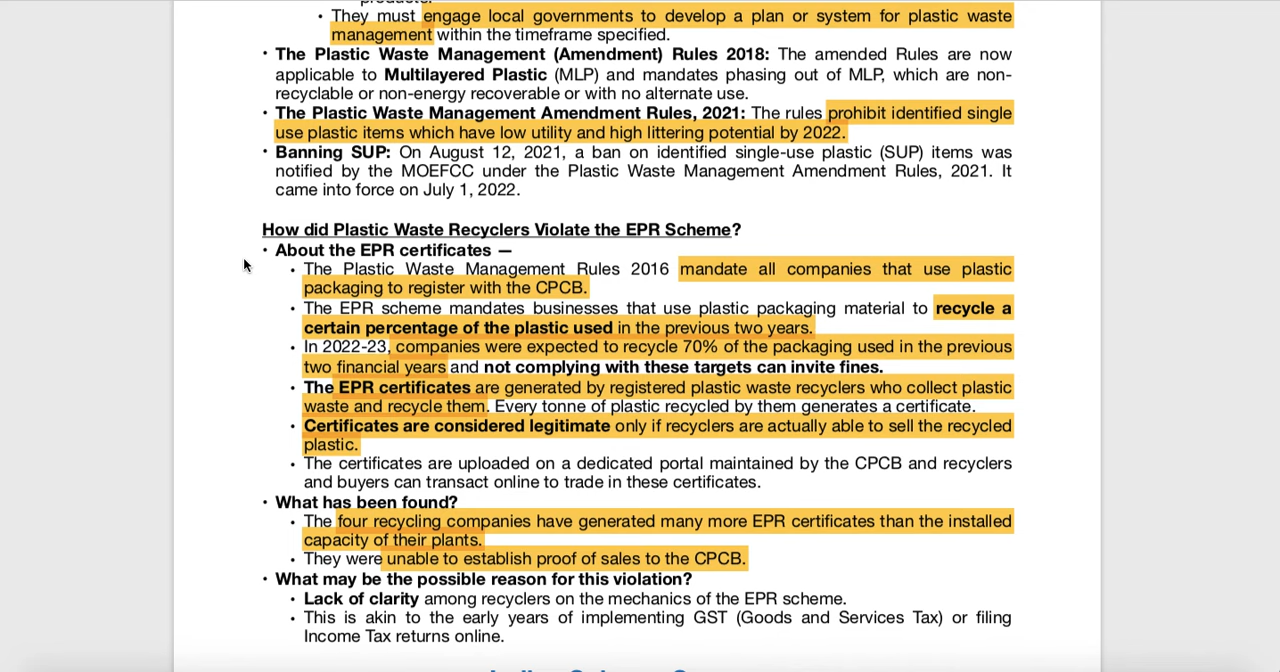 • They must engage local governments to develop a plan or system for plastic waste
management within the timeframe specified.
• The Plastic Waste Management (Amendment) Rules 2018: The amended Rules are now
applicable to Multilayered Plastic (MLP) and mandates phasing out of MLP, which are non-
recyclable or non-energy recoverable or with no alternate use.
• The Plastic Waste Management Amendment Rules, 2021: The rules prohibit identified single
use plastic items which have low utility and high littering potential by 2022.
• Banning SUP: On August 12, 2021, a ban on identified single-use plastic (SUP) items was
notified by the MOEFCC under the Plastic Waste Management Amendment Rules, 2021. It
came into force on July 1, 2022.
How did Plastic Waste Recyclers Violate the EPR Scheme?
• About the EPR certificates —
• The Plastic Waste Management Rules 2016 mandate all companies that use plastic
packaging to register with the CPCB.
• The EPR scheme mandates businesses that use plastic packaging material to recycle a
certain percentage of the plastic used in the previous two years.
• In 2022-23, companies were expected to recycle 70% of the packaging used in the previous
two financial years and not complying with these targets can invite fines.
• The EPR certificates are generated by registered plastic waste recyclers who collect plastic
waste and recycle them. Every tonne of plastic recycled by them generates a certificate.
• Certificates are considered legitimate only if recyclers are actually able to sell the recycled
plastic.
• The certificates are uploaded on a dedicated portal maintained by the CPCB and recyclers
and buyers can transact online to trade in these certificates.
• What has been found?
• The four recycling companies have generated many more EPR certificates than the installed
capacity of their plants.
• They were unable to establish proof of sales to the CPCB.
• What may be the possible reason for this violation?
• Lack of clarity among recyclers on the mechanics of the EPR scheme.
• This is akin to the early years of implementing GST (Goods and Services Tax) or filing
Income Tax returns online.